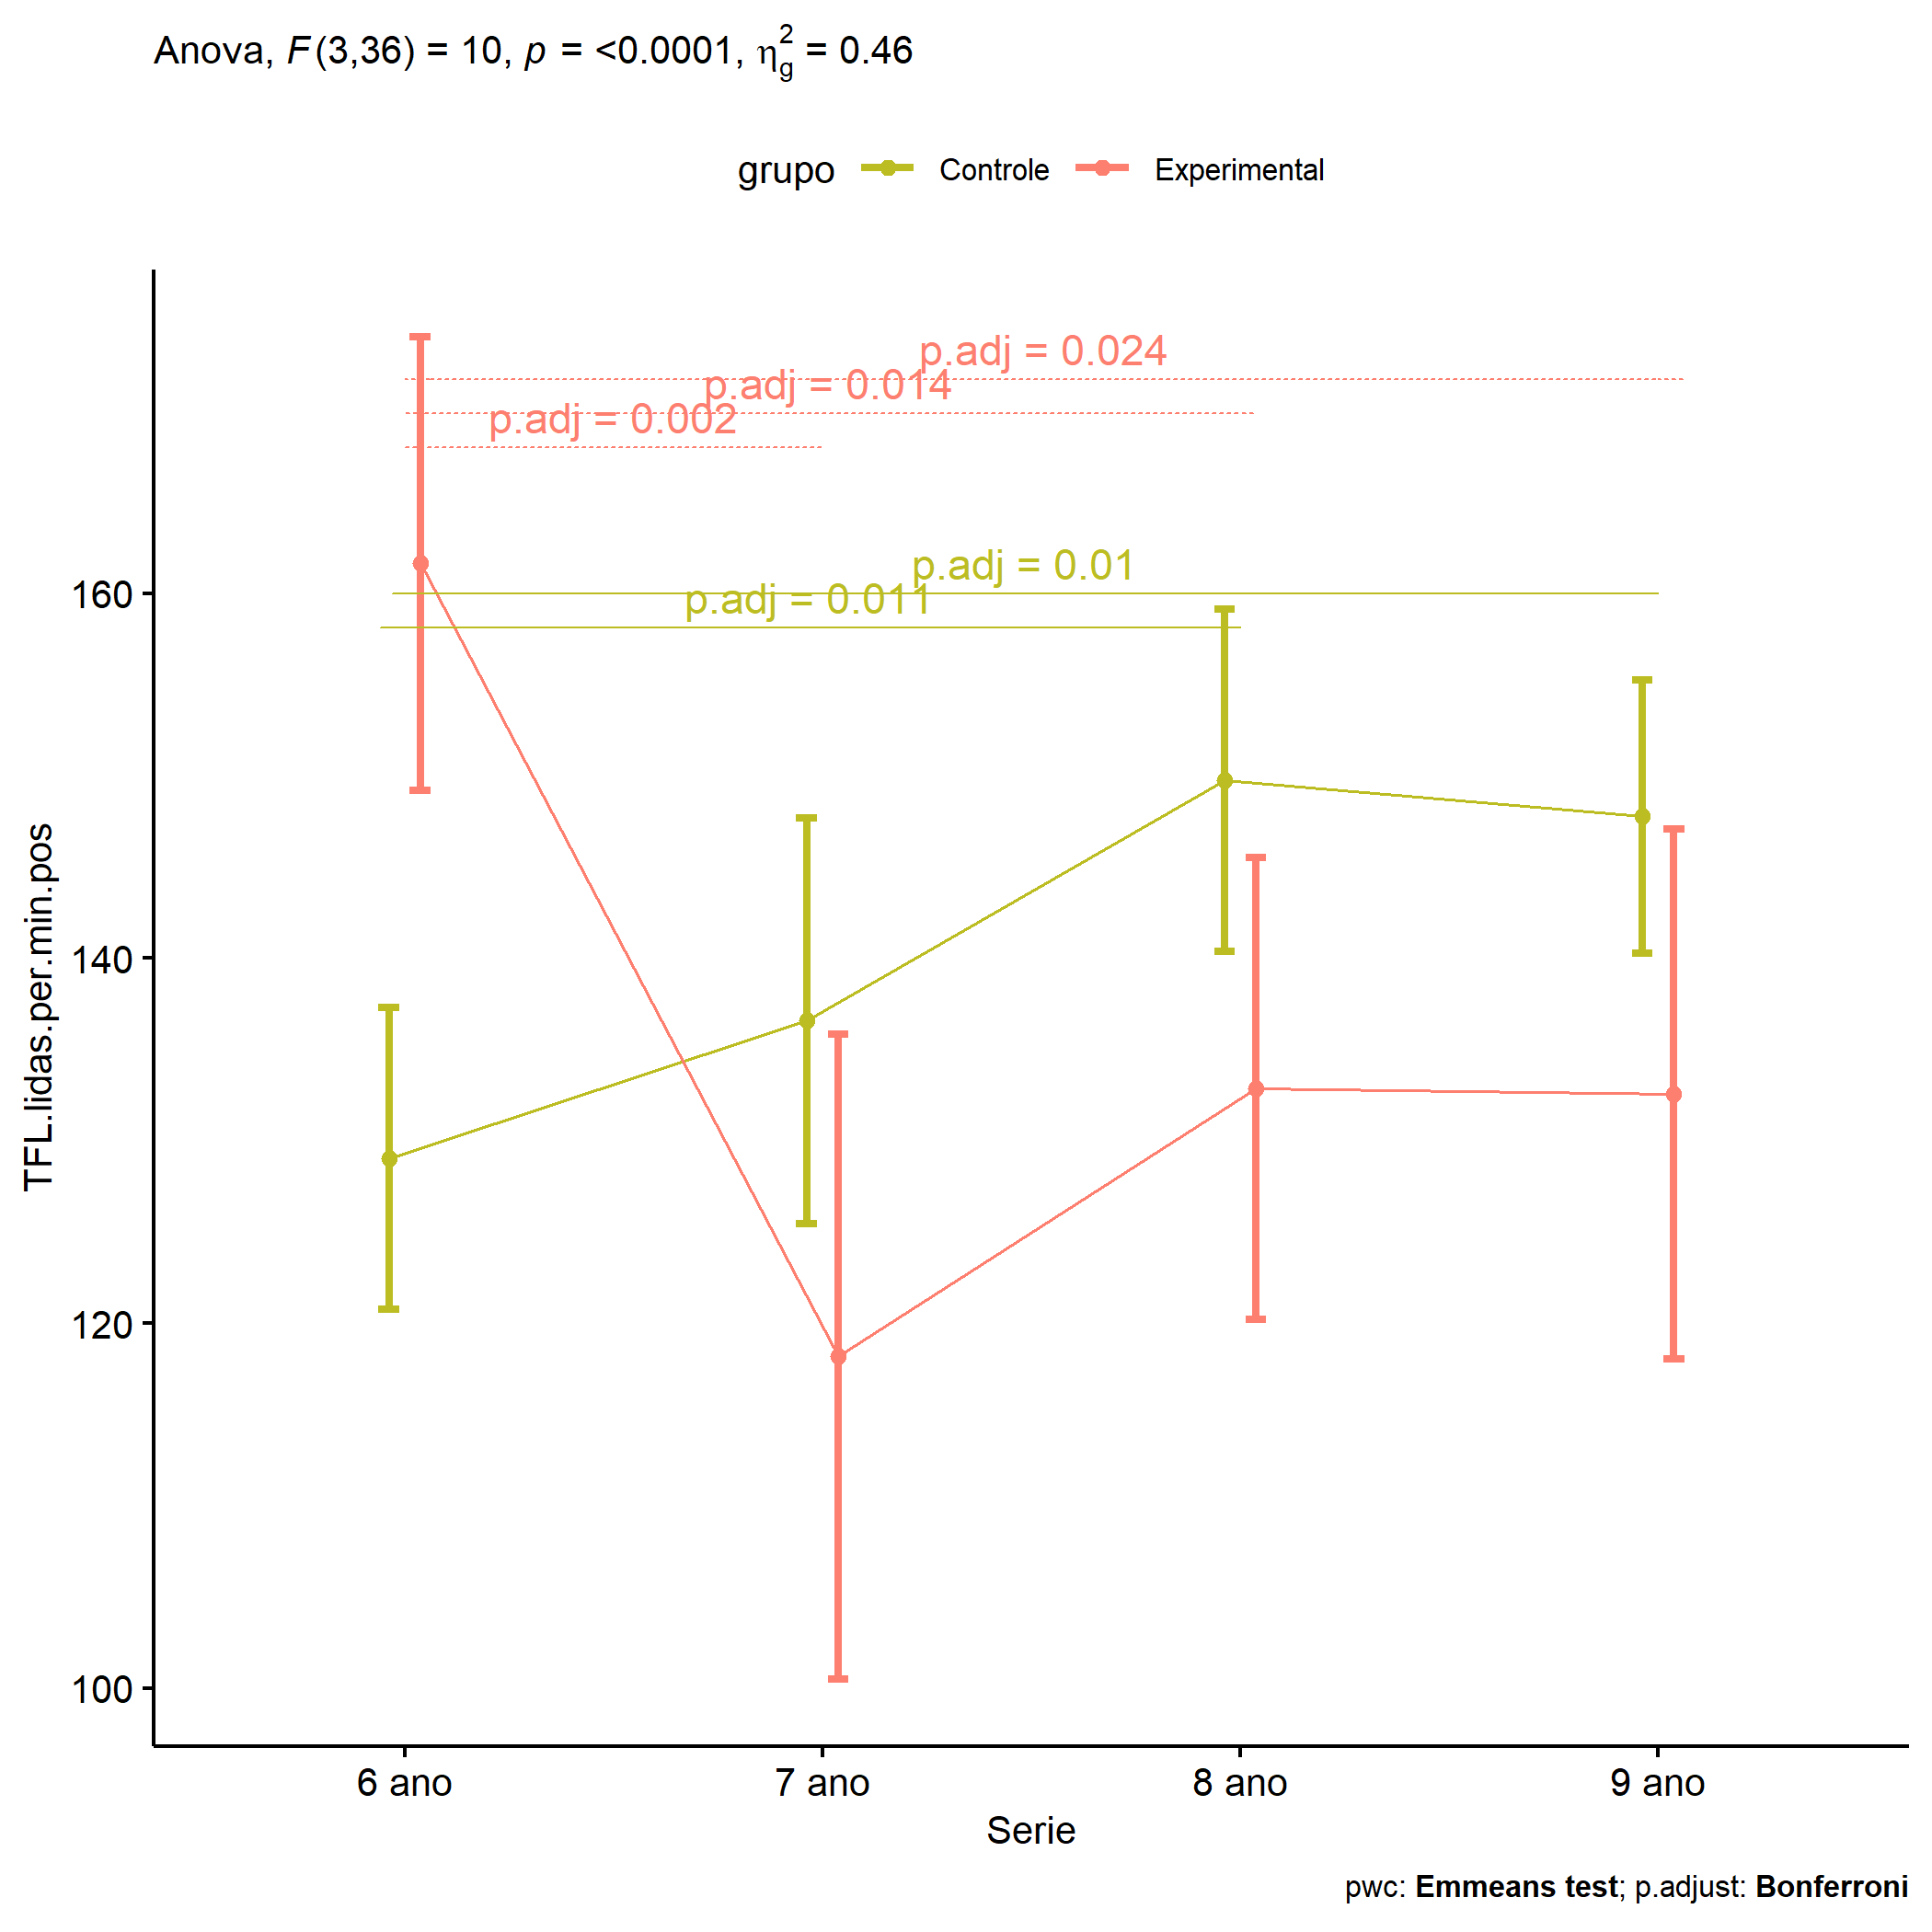 Anova, F(3,36) = 10, p = <0.0001, η²g = 0.46
grupo Controle Experimental
p.adj = 0.024
p.adj = 0.014
p.adj = 0.002
p.adj = 0.01
p.adj = 0.011
160
140
120
100
TFL.lidas.per.min.pos
6 ano 7 ano 8 ano 9 ano
Serie
pwc: Emmeans test; p.adjust: Bonferroni